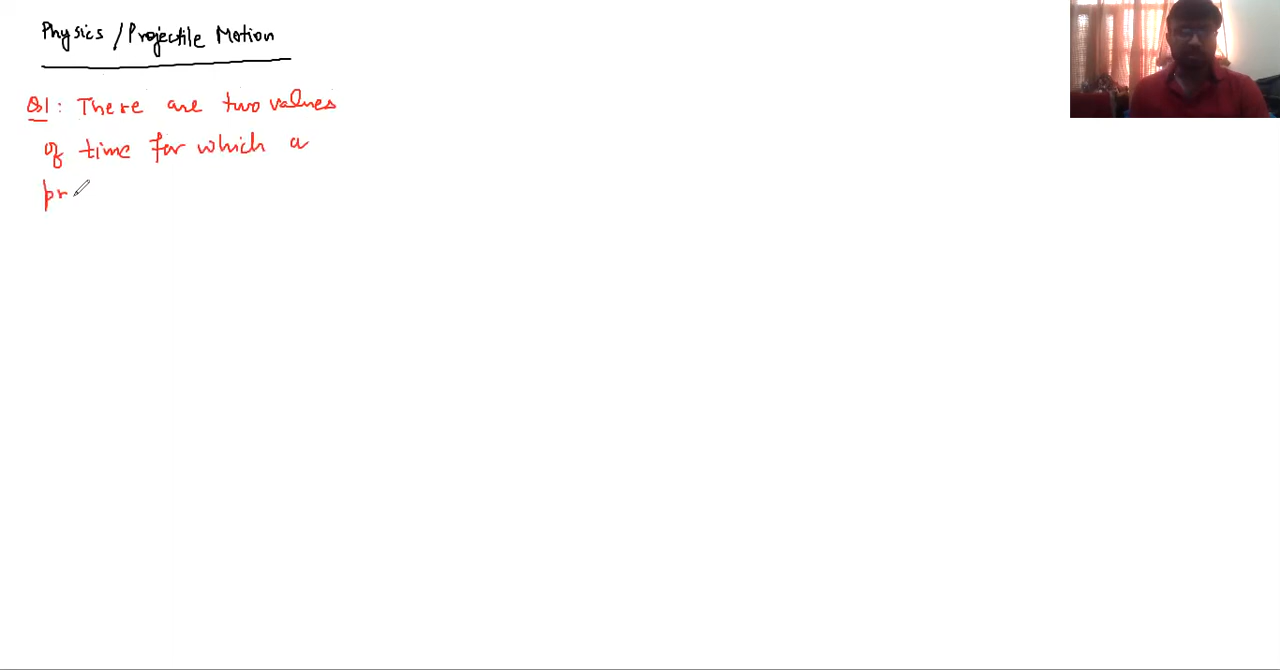 Physics / Projectile Motion
Q1: There are two values
of time for which a
pr